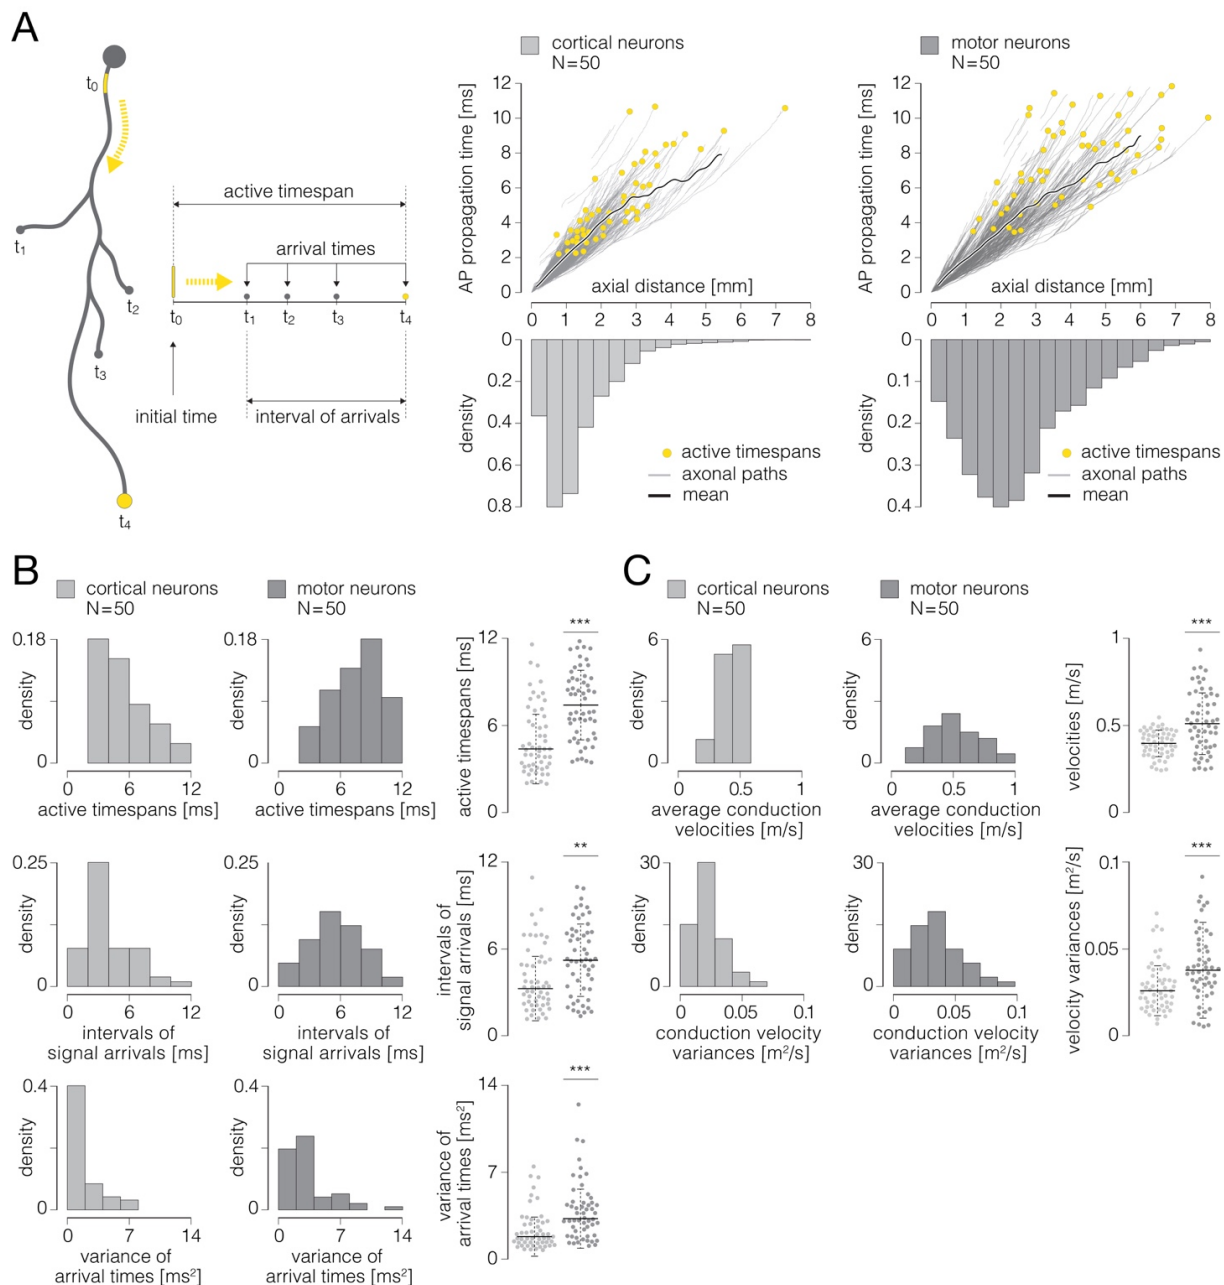 A
t0
t1
t2
t3
t4
active timespan
arrival times
t0
t1
t2
t3
t4
initial time
interval of arrivals
cortical neurons
N=50
AP propagation time [ms]
12
10
8
6
4
2
0
axial distance [mm]
0 1 2 3 4 5 6 7 8
density
0
0.2
0.4
0.6
0.8
active timespans
axonal paths
mean
motor neurons
N=50
AP propagation time [ms]
12
10
8
6
4
2
0
axial distance [mm]
0 1 2 3 4 5 6 7 8
density
0
0.1
0.2
0.3
0.4
active timespans
axonal paths
mean
B
cortical neurons
N=50
motor neurons
N=50
0.18
density
0
0 6 12
active timespans [ms]
0.18
density
0
0 6 12
active timespans [ms]
active timespans [ms]
12
6
0
***
0.25
density
0
0 6 12
intervals of
signal arrivals [ms]
0.25
density
0
0 6 12
intervals of
signal arrivals [ms]
intervals of
signal arrivals [ms]
12
6
0
**
0.4
density
0
0 7 14
variance of
arrival times [ms²]
0.4
density
0
0 7 14
variance of
arrival times [ms²]
variance of
arrival times [ms²]
14
7
0
***
C
cortical neurons
N=50
motor neurons
N=50
6
density
0
0 0.5 1
average conduction
velocities [m/s]
6
density
0
0 0.5 1
average conduction
velocities [m/s]
velocities [m/s]
1
0.5
0
***
30
density
0
0 0.05 0.1
conduction velocity
variances [m²/s]
30
density
0
0 0.05 0.1
conduction velocity
variances [m²/s]
velocity variances [m²/s]
0.1
0.05
0
***